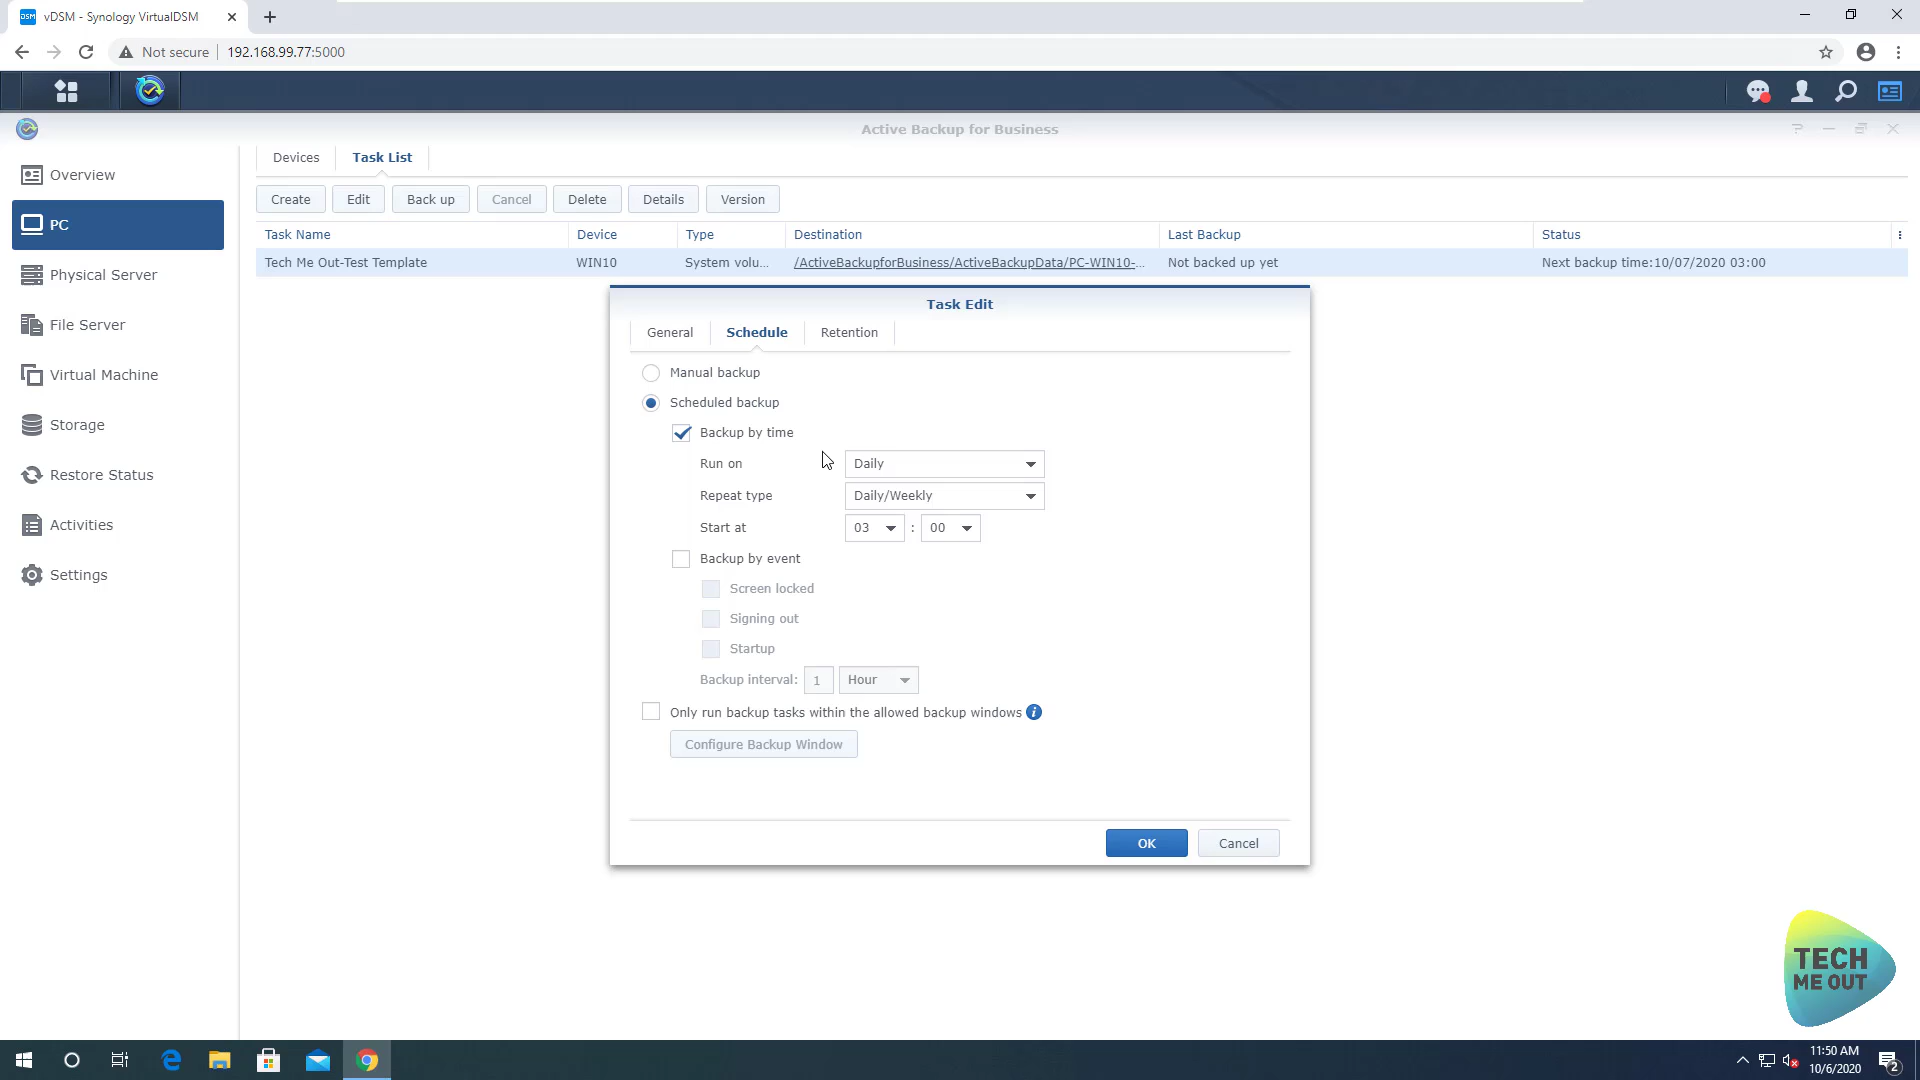 vDSM - Synology VirtualDSM
Not secure 192.168.99.77:5000
Active Backup for Business
Overview
PC
Physical Server
File Server
Virtual Machine
Storage
Restore Status
Activities
Settings
Devices Task List
Create Edit Back up Cancel Delete Details Version
Task Name Device Type Destination Last Backup Status
Tech Me Out-Test Template WIN10 System volu... /ActiveBackupforBusiness/ActiveBackupData/PC-WIN10-... Not backed up yet Next backup time:10/07/2020 03:00
Task Edit
General Schedule Retention
Manual backup
Scheduled backup
Backup by time
Run on Daily
Repeat type Daily/Weekly
Start at 03 : 00
Backup by event
Screen locked
Signing out
Startup
Backup interval: 1 Hour
Only run backup tasks within the allowed backup windows i
Configure Backup Window
OK Cancel
TECH
ME OUT
11:50 AM
10/6/2020
2